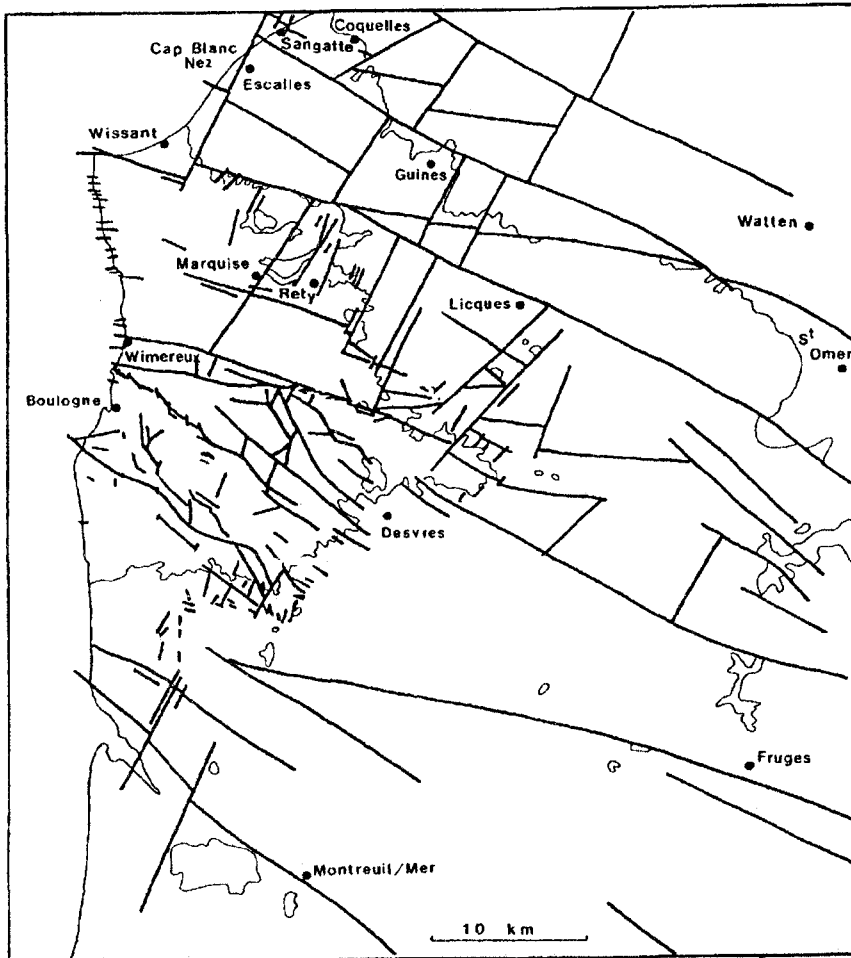 Coquelles
Sangatte
Cap Blanc
Nez
Escalles
Wissant
Guines
Watten
Marquise
Rety
Licques
St
Omer
Wimereux
Boulogne
Desvres
Fruges
Montreuil/Mer
10 km